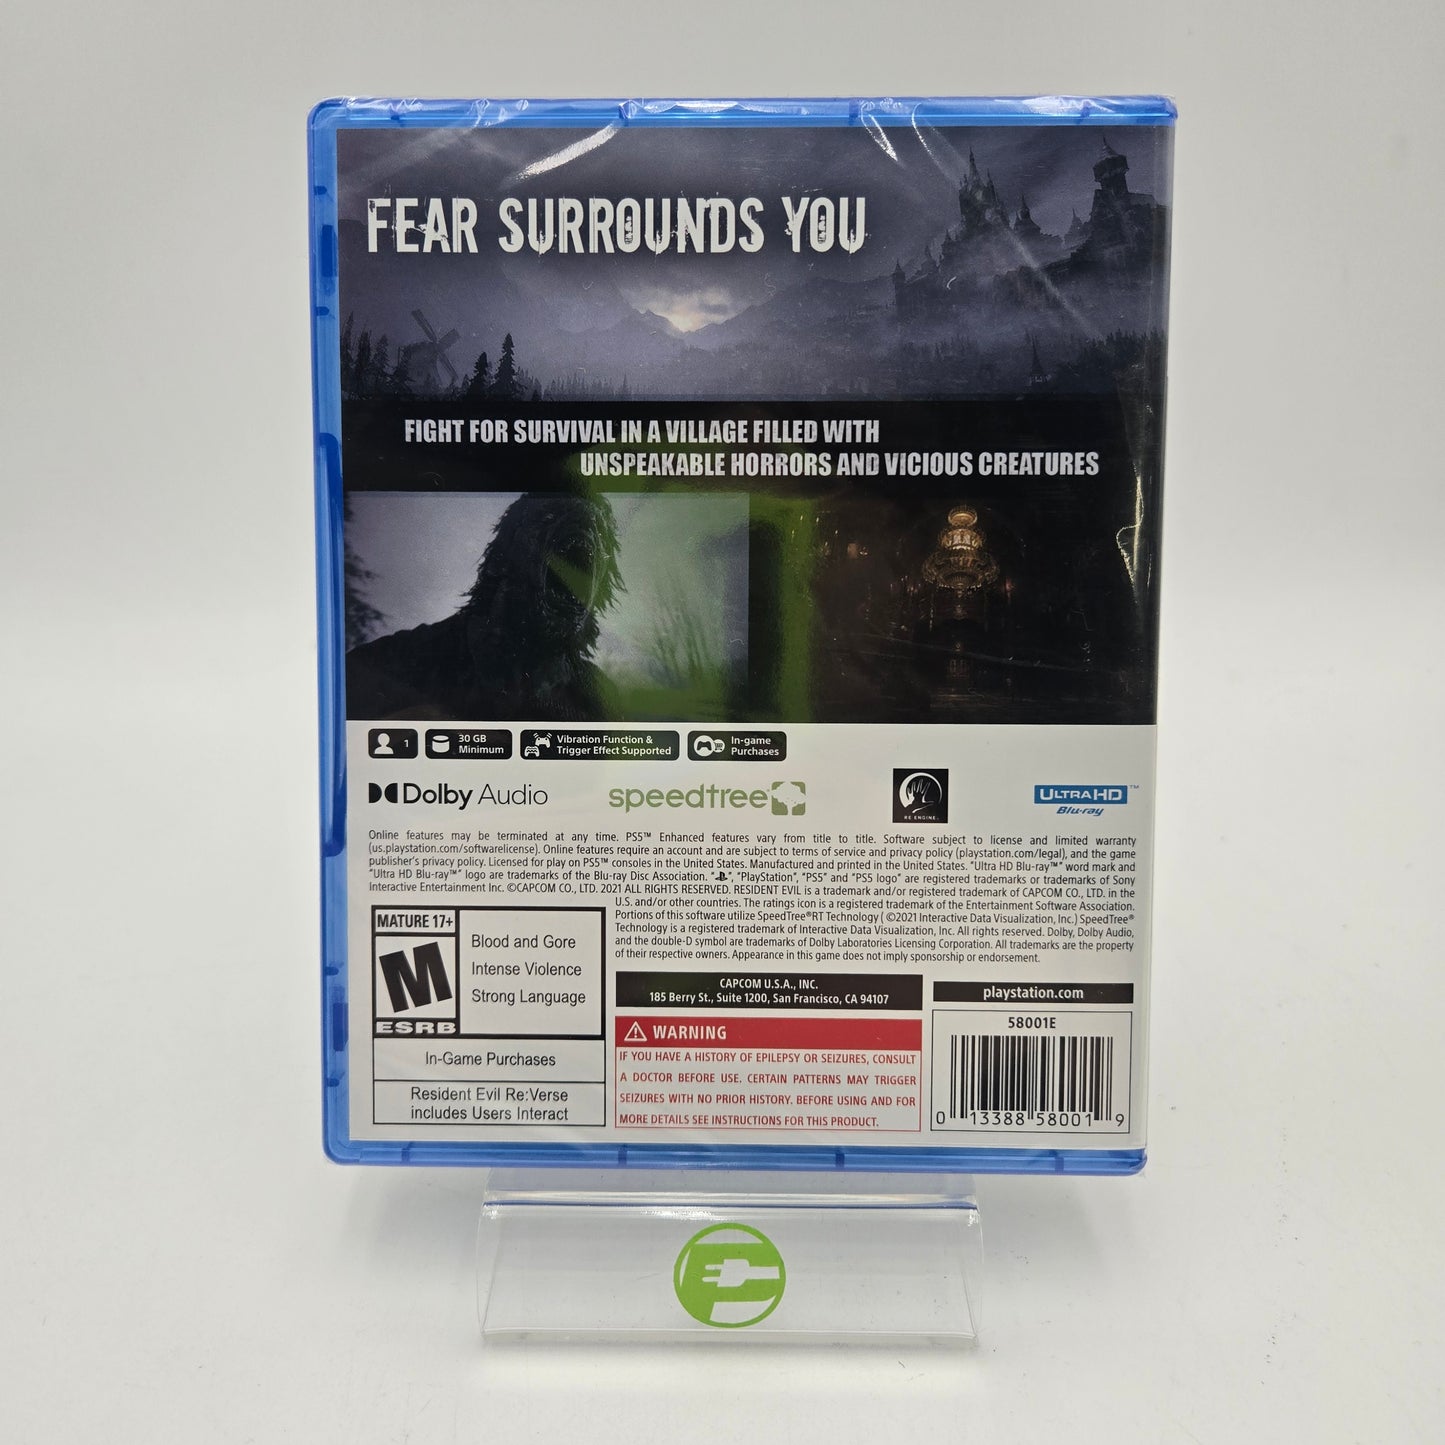 FEAR SURROUNDS YOU
FIGHT FOR SURVIVAL IN A VILLAGE FILLED WITH
UNSPEAKABLE HORRORS AND VICIOUS CREATURES
1
30 GB
Minimum
Vibration Function &
Trigger Effect Supported
In-game
Purchases
Dolby Audio
speedtree
RE ENGINE
ULTRA HD
Blu-ray™
Online features may be terminated at any time. PS5™ Enhanced features vary from title to title. Software subject to license and limited warranty
(us.playstation.com/softwarelicense). Online features require an account and are subject to terms of service and privacy policy (playstation.com/legal), and the game
publisher's privacy policy. Licensed for play on PS5™ consoles in the United States. Manufactured and printed in the United States. "Ultra HD Blu-ray™" word mark and
"Ultra HD Blu-ray™" logo are trademarks of the Blu-ray Disc Association. "", "PlayStation", "PS5" and "PS5 logo" are registered trademarks or trademarks of Sony
Interactive Entertainment Inc. ©CAPCOM CO., LTD. 2021 ALL RIGHTS RESERVED. RESIDENT EVIL is a trademark and/or registered trademark of CAPCOM CO., LTD. in the
U.S. and/or other countries. The ratings icon is a registered trademark of the Entertainment Software Association.
Portions of this software utilize SpeedTree®RT Technology ( ©2021 Interactive Data Visualization, Inc.) SpeedTree®
Technology is a registered trademark of Interactive Data Visualization, Inc. All rights reserved. Dolby, Dolby Audio,
and the double-D symbol are trademarks of Dolby Laboratories Licensing Corporation. All trademarks are the property
of their respective owners. Appearance in this game does not imply sponsorship or endorsement.
MATURE 17+
M
ESRB
Blood and Gore
Intense Violence
Strong Language
In-Game Purchases
Resident Evil Re:Verse
includes Users Interact
CAPCOM U.S.A., INC.
185 Berry St., Suite 1200, San Francisco, CA 94107
WARNING
IF YOU HAVE A HISTORY OF EPILEPSY OR SEIZURES, CONSULT
A DOCTOR BEFORE USE. CERTAIN PATTERNS MAY TRIGGER
SEIZURES WITH NO PRIOR HISTORY. BEFORE USING AND FOR
MORE DETAILS SEE INSTRUCTIONS FOR THIS PRODUCT.
playstation.com
58001E
0 13388 58001 9